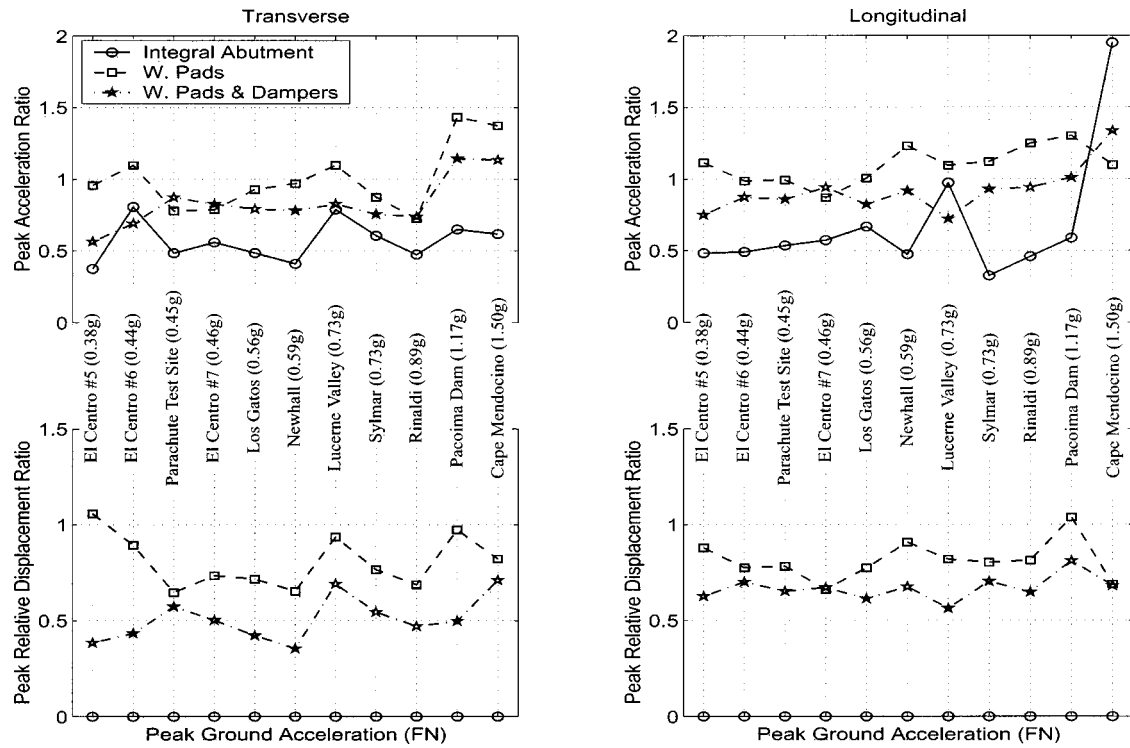 Transverse
2
1.5
1
0.5
0
Peak Acceleration Ratio
Integral Abutment
W. Pads
W. Pads & Dampers
Longitudinal
2
1.5
1
0.5
0
Peak Acceleration Ratio
El Centro #5 (0.38g)
El Centro #6 (0.44g)
Parachute Test Site (0.45g)
El Centro #7 (0.46g)
Los Gatos (0.56g)
Newhall (0.59g)
Lucerne Valley (0.73g)
Sylmar (0.73g)
Rinaldi (0.89g)
Pacoima Dam (1.17g)
Cape Mendocino (1.50g)
El Centro #5 (0.38g)
El Centro #6 (0.44g)
Parachute Test Site (0.45g)
El Centro #7 (0.46g)
Los Gatos (0.56g)
Newhall (0.59g)
Lucerne Valley (0.73g)
Sylmar (0.73g)
Rinaldi (0.89g)
Pacoima Dam (1.17g)
Cape Mendocino (1.50g)
1.5
1
0.5
0
Peak Relative Displacement Ratio
Peak Ground Acceleration (FN)
1.5
1
0.5
0
Peak Relative Displacement Ratio
Peak Ground Acceleration (FN)